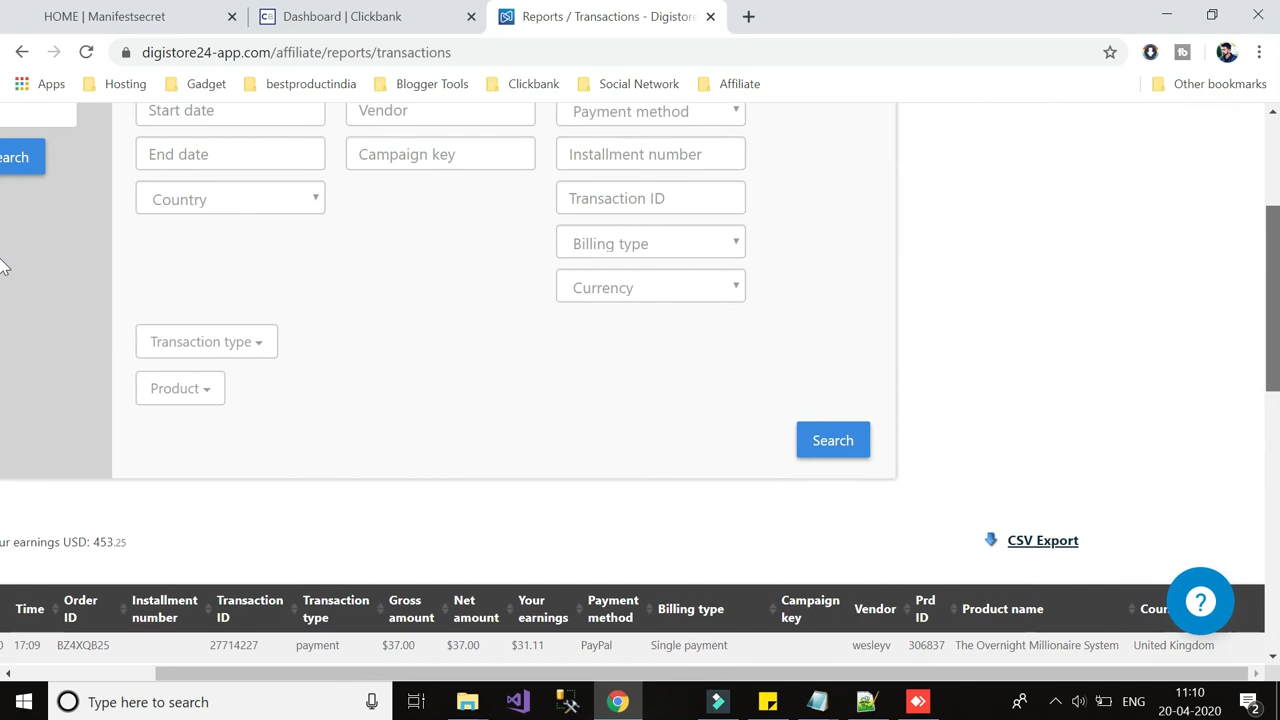 HOME | Manifestsecret
CB Dashboard | Clickbank
Reports / Transactions - Digistore
digistore24-app.com/affiliate/reports/transactions
Apps Hosting Gadget bestproductindia Blogger Tools Clickbank Social Network Affiliate Other bookmarks
Start date Vendor Payment method
earch End date Campaign key Installment number
Country Transaction ID
Billing type
Currency
Transaction type
Product
Search
ur earnings USD: 453.25 CSV Export
Time Order ID Installment number Transaction ID Transaction type Gross amount Net amount Your earnings Payment method Billing type Campaign key Vendor Prd ID Product name Cou
0 17:09 BZ4XQB25 27714227 payment $37.00 $37.00 $31.11 PayPal Single payment wesleyv 306837 The Overnight Millionaire System United Kingdom
?
Type here to search
ENG
11:10
20-04-2020
2